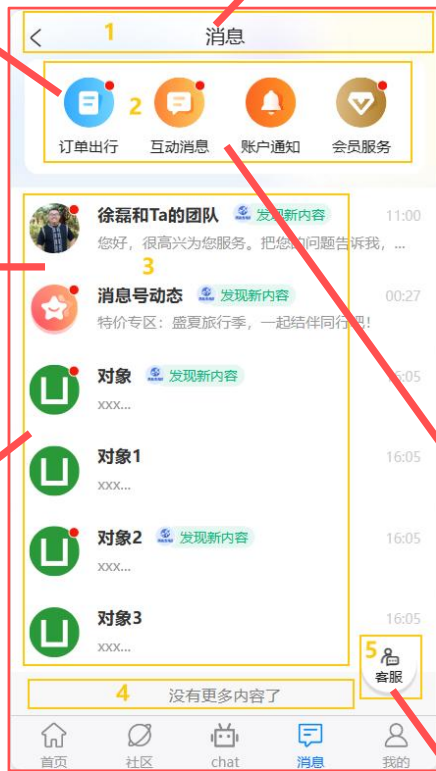 1 消息
2
订单出行 互动消息 账户通知 会员服务
徐磊和Ta的团队 发现新内容 11:00
您好，很高兴为您服务。把您的问题告诉我，...
3
消息号动态 发现新内容 00:27
特价专区：盛夏旅行季，一起结伴同行吧!
对象 发现新内容 16:05
xxx...
对象1 16:05
xxx...
对象2 发现新内容 16:05
xxx...
对象3 16:05
xxx...
5
客服
4 没有更多内容了
首页 社区 chat 消息 我的